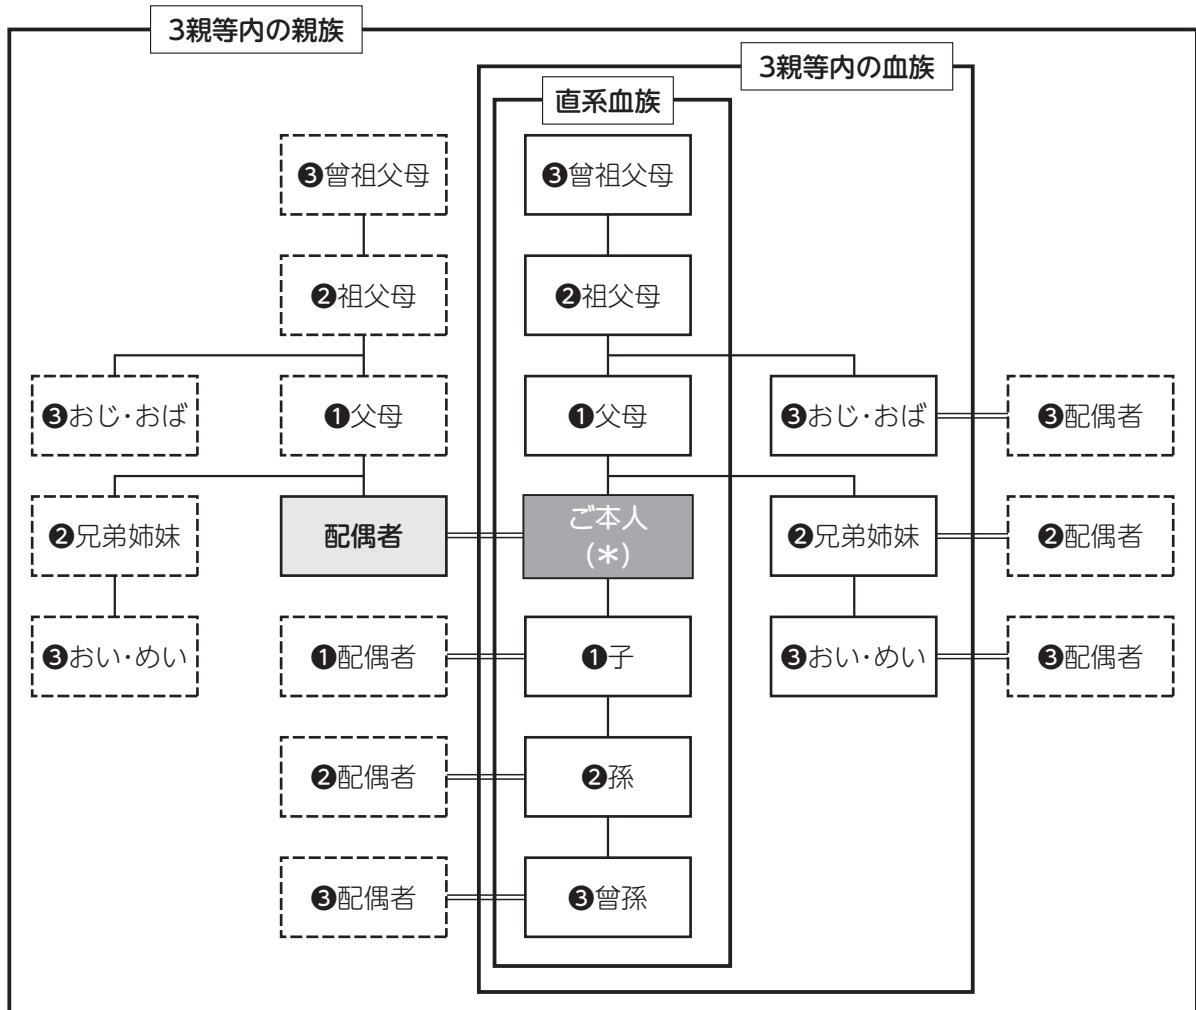 3親等内の親族
3親等内の血族
直系血族
❸曾祖父母
❸曾祖父母
❷祖父母
❷祖父母
❸おじ・おば
❶父母
❶父母
❸おじ・おば
❸配偶者
❷兄弟姉妹
配偶者
ご本人
(＊)
❷兄弟姉妹
❷配偶者
❸おい・めい
❶配偶者
❶子
❸おい・めい
❸配偶者
❷配偶者
❷孫
❸配偶者
❸曾孫